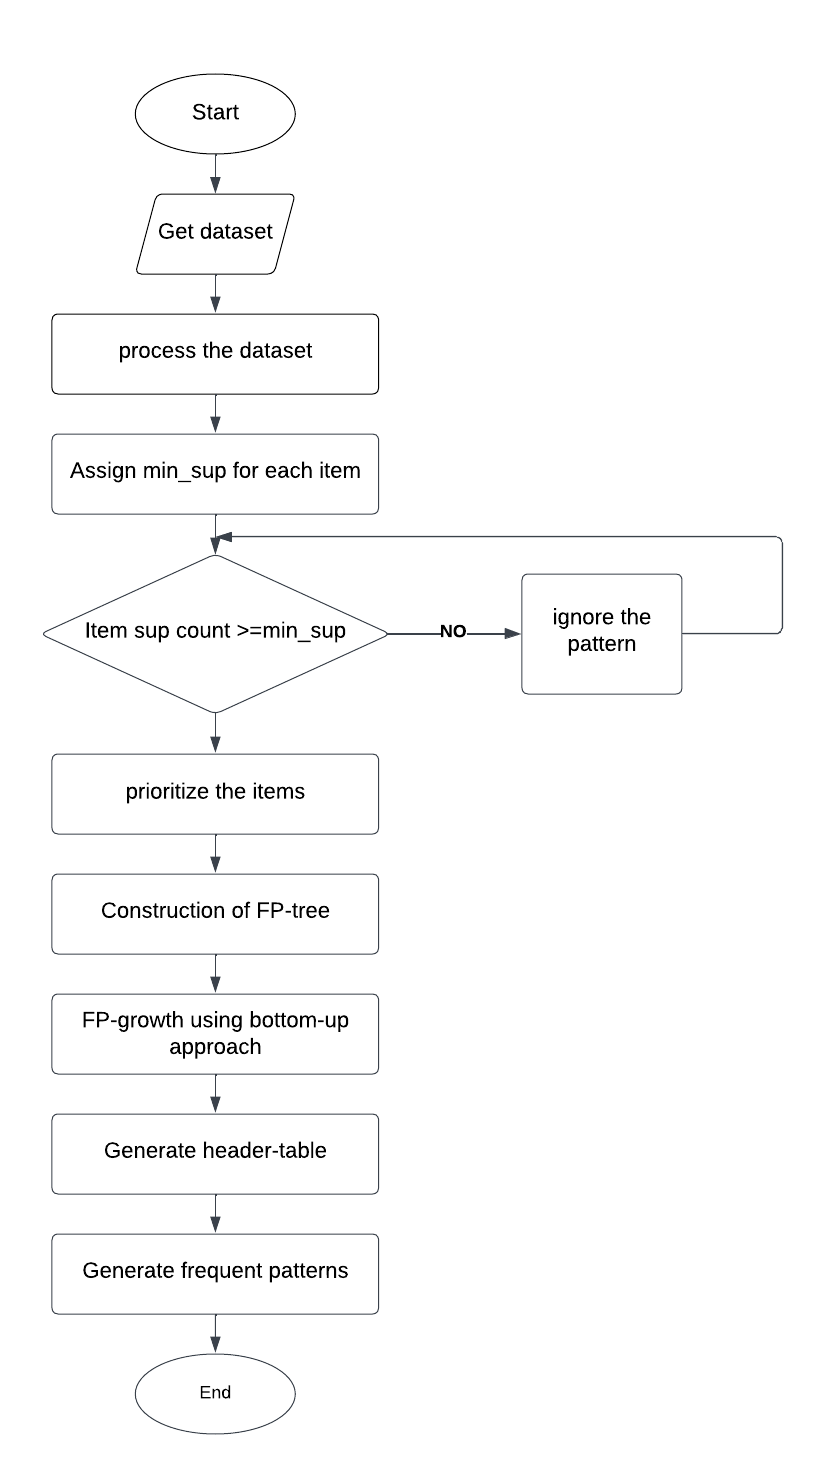 Start
Get dataset
process the dataset
Assign min_sup for each item
Item sup count >=min_sup
NO
ignore the
pattern
prioritize the items
Construction of FP-tree
FP-growth using bottom-up
approach
Generate header-table
Generate frequent patterns
End